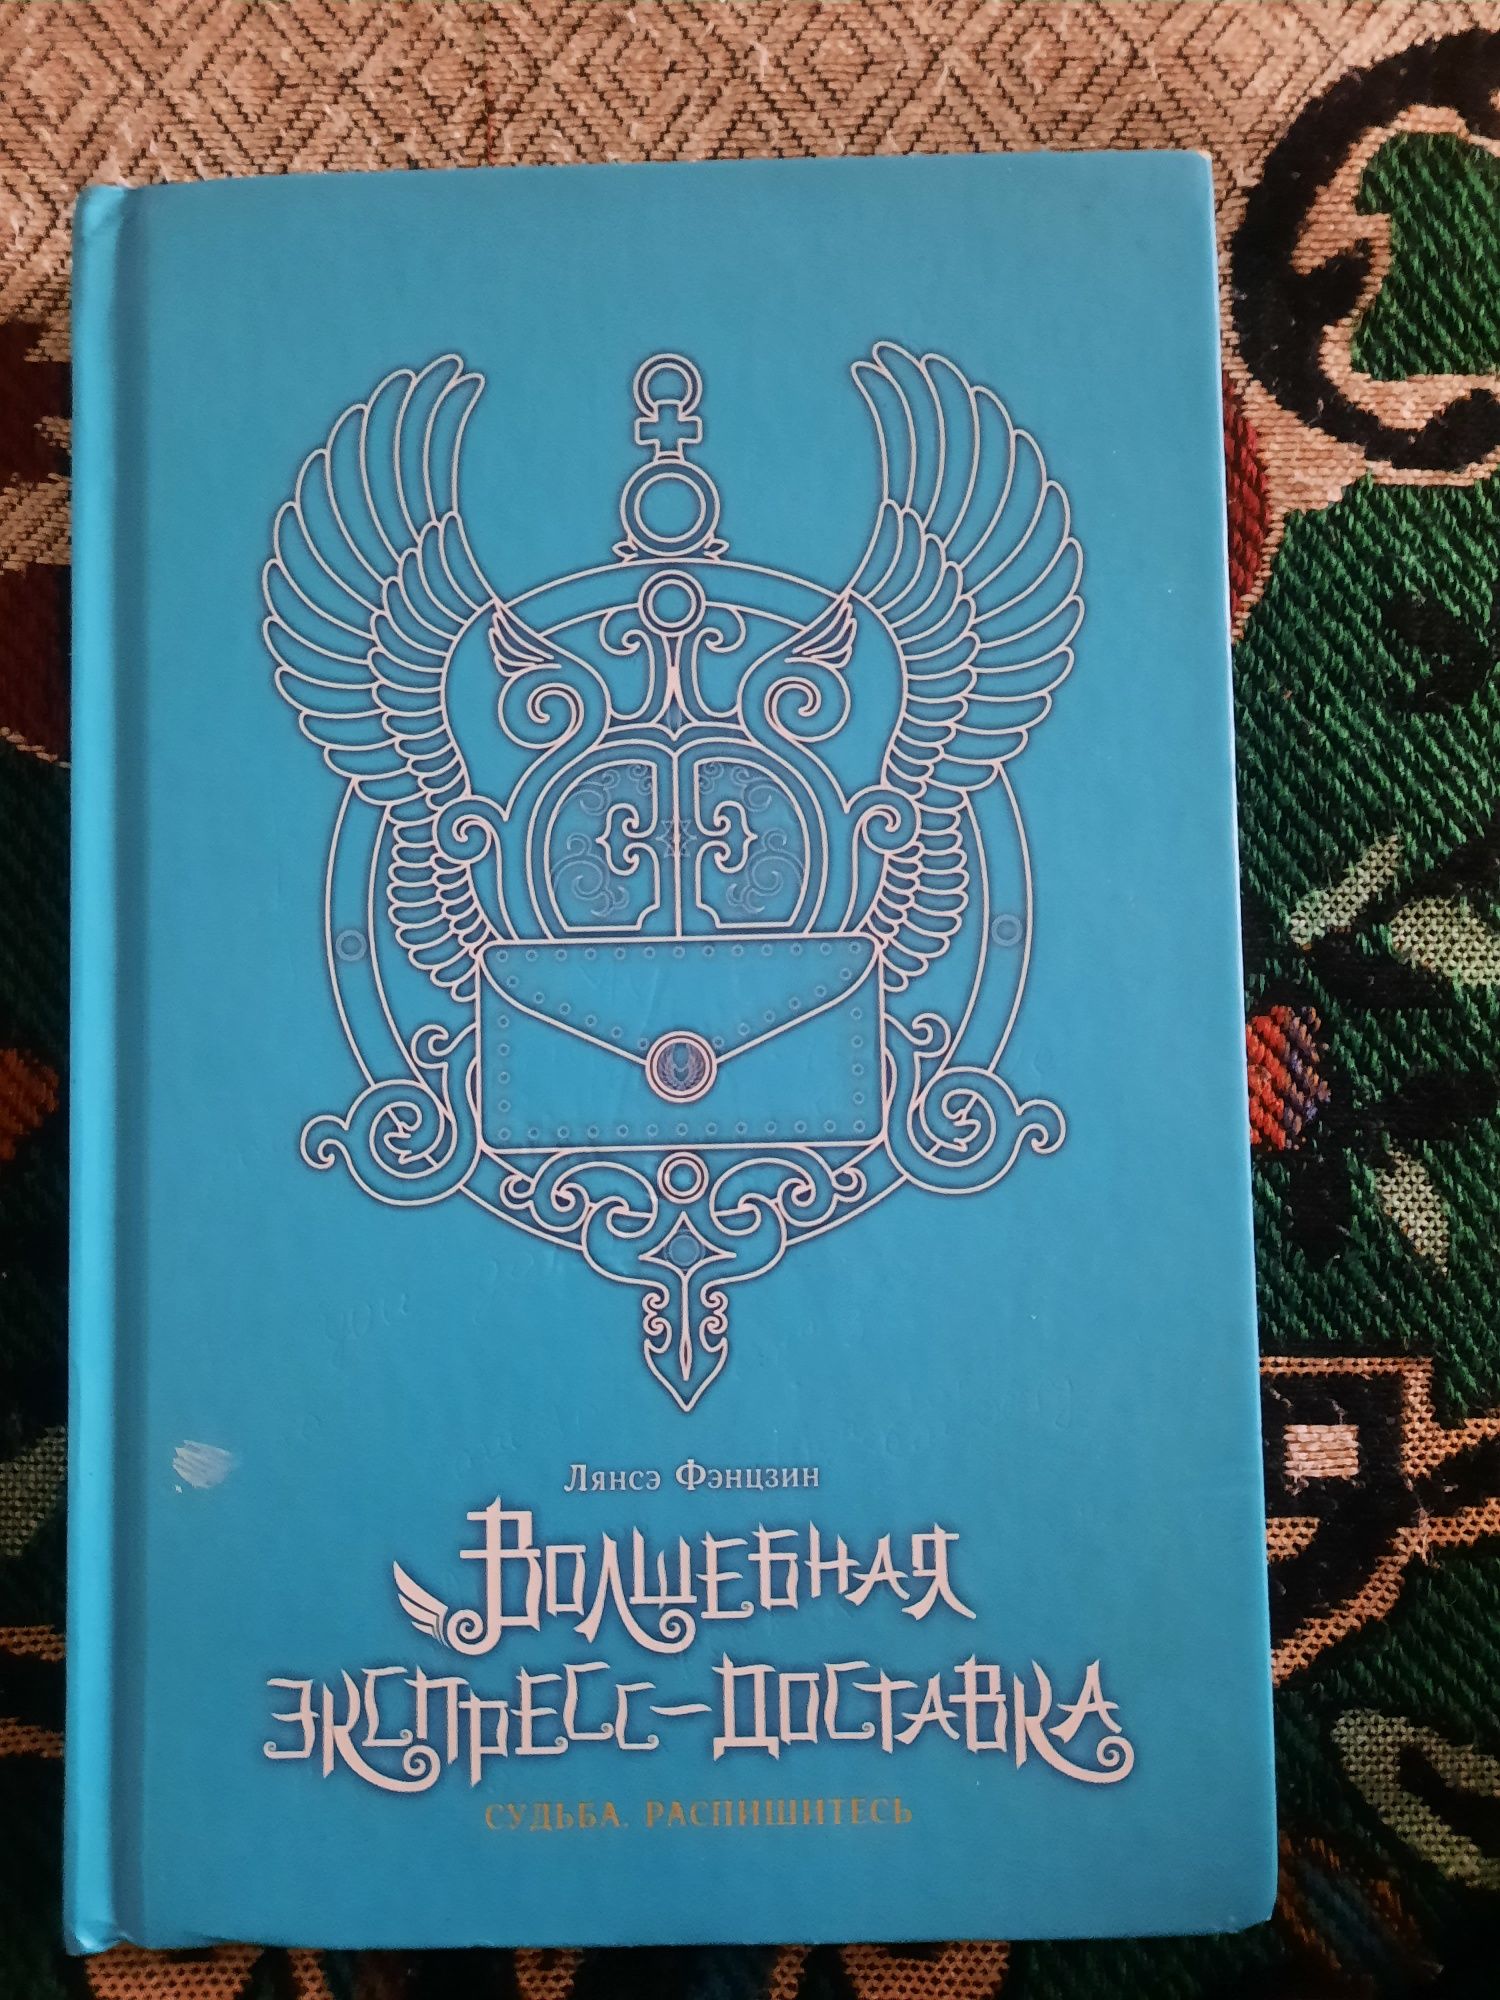 Лянсэ Фэнцзин
Волшебная
экспресс-доставка
Судьба. Распишитесь